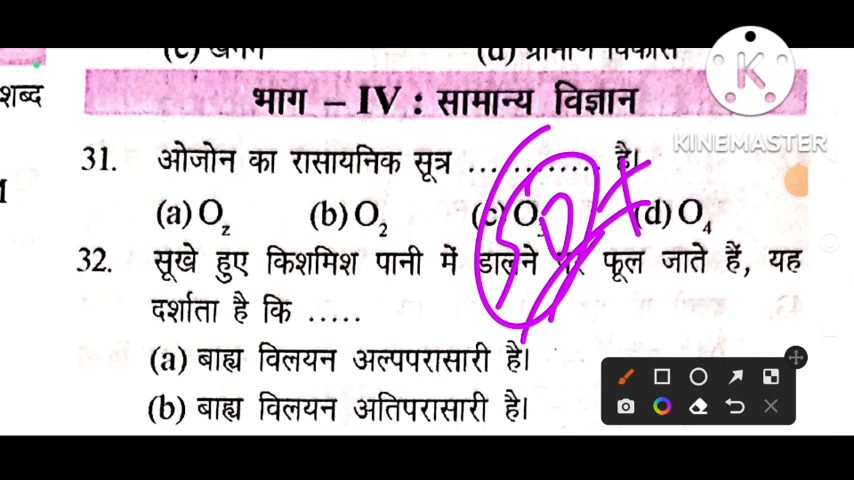 (c) खनन (d) ग्रामीण विकास
शब्द
भाग – IV : सामान्य विज्ञान
KINEMASTER
31. ओजोन का रासायनिक सूत्र ............ है।
(a) O₂ (b) O₂ (c) O₃ (d) O₄
32. सूखे हुए किशमिश पानी में डालने पर फूल जाते हैं, यह
दर्शाता है कि .....
(a) बाह्य विलयन अल्पपरासारी है।
(b) बाह्य विलयन अतिपरासारी है।